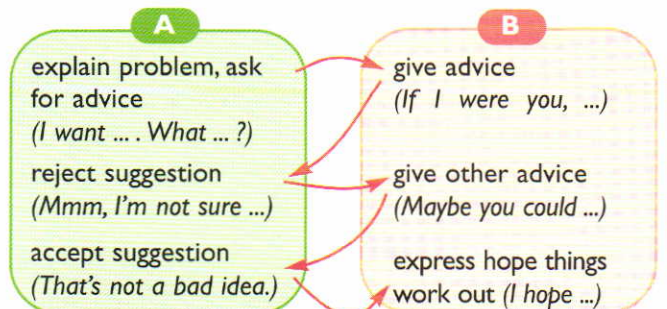 A
explain problem, ask
for advice
(I want ... . What ... ?)
reject suggestion
(Mmm, I'm not sure ...)
accept suggestion
(That's not a bad idea.)
B
give advice
(If I were you, ...)
give other advice
(Maybe you could ...)
express hope things
work out (I hope ...)